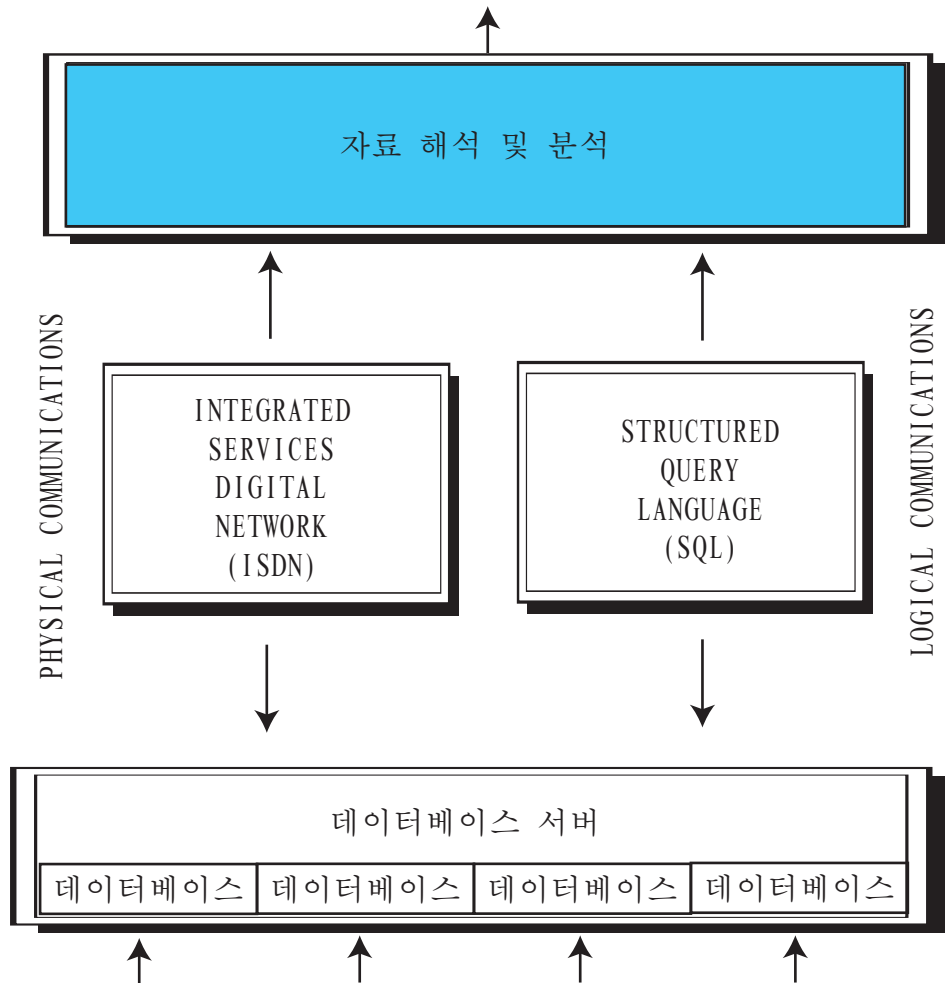 자료 해석 및 분석
PHYSICAL COMMUNICATIONS
INTEGRATED
SERVICES
DIGITAL
NETWORK
(ISDN)
STRUCTURED
QUERY
LANGUAGE
(SQL)
LOGICAL COMMUNICATIONS
데이터베이스 서버
데이터베이스 데이터베이스 데이터베이스 데이터베이스